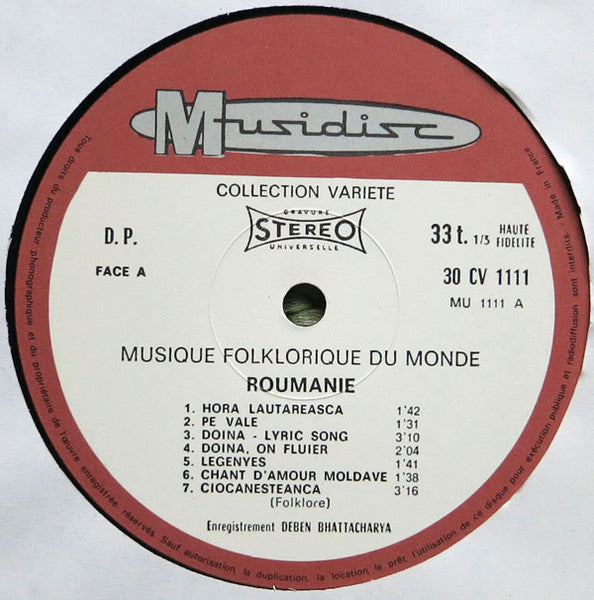 Musidisc
COLLECTION VARIETE
GRAVURE
STEREO
UNIVERSELLE
D.P.
33 t. 1/3 HAUTE FIDELITE
FACE A
30 CV 1111
MU 1111 A
MUSIQUE FOLKLORIQUE DU MONDE
ROUMANIE
1. HORA LAUTAREASCA 1'42
2. PE VALE 1'31
3. DOINA - LYRIC SONG 3'10
4. DOINA, ON FLUIER 2'04
5. LEGENYES 1'41
6. CHANT D'AMOUR MOLDAVE 1'38
7. CIOCANESTEANCA 3'16
(Folklore)
Enregistrement DEBEN BHATTACHARYA
Tous droits du producteur phonographique et du propriétaire de l'œuvre enregistrée réservés. Sauf autorisation, la duplication, la location, le prêt, l'utilisation de ce disque pour exécution publique et radiodiffusion sont interdits - Made in France